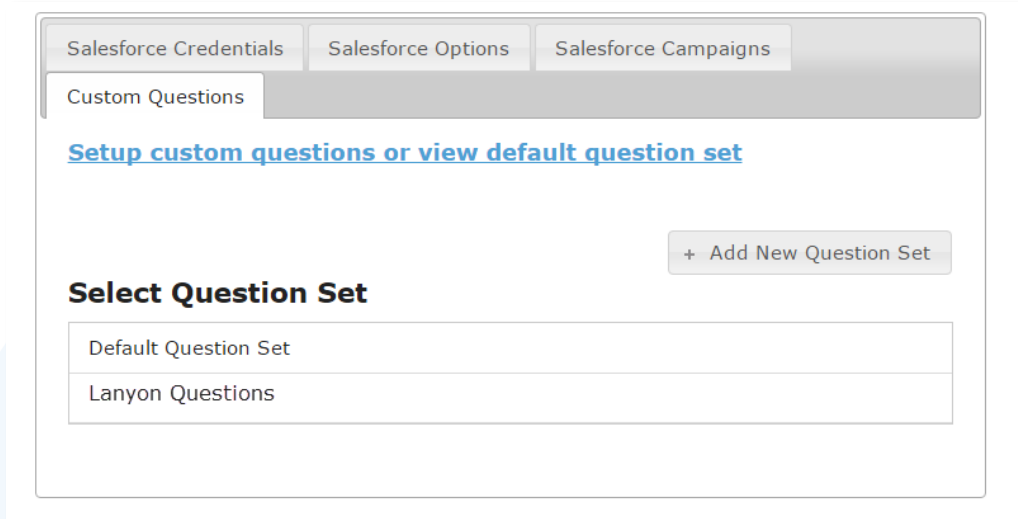 Salesforce Credentials Salesforce Options Salesforce Campaigns
Custom Questions
Setup custom questions or view default question set
+ Add New Question Set
Select Question Set
Default Question Set
Lanyon Questions